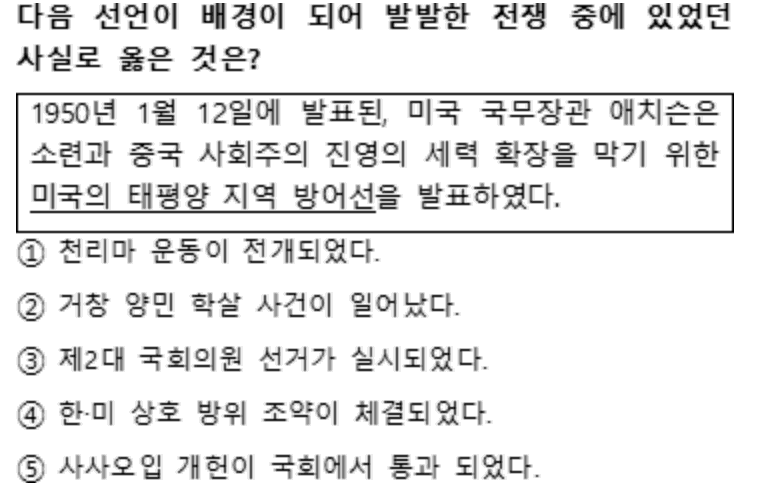 다음 선언이 배경이 되어 발발한 전쟁 중에 있었던
사실로 옳은 것은?
1950년 1월 12일에 발표된, 미국 국무장관 애치슨은
소련과 중국 사회주의 진영의 세력 확장을 막기 위한
미국의 태평양 지역 방어선을 발표하였다.
① 천리마 운동이 전개되었다.
② 거창 양민 학살 사건이 일어났다.
③ 제2대 국회의원 선거가 실시되었다.
④ 한·미 상호 방위 조약이 체결되었다.
⑤ 사사오입 개헌이 국회에서 통과 되었다.